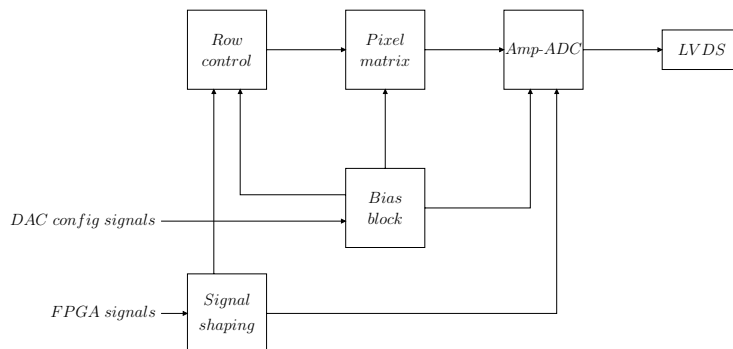 Row
control
Pixel
matrix
Amp-ADC
LVDS
Bias
block
DAC config signals
FPGA signals
Signal
shaping